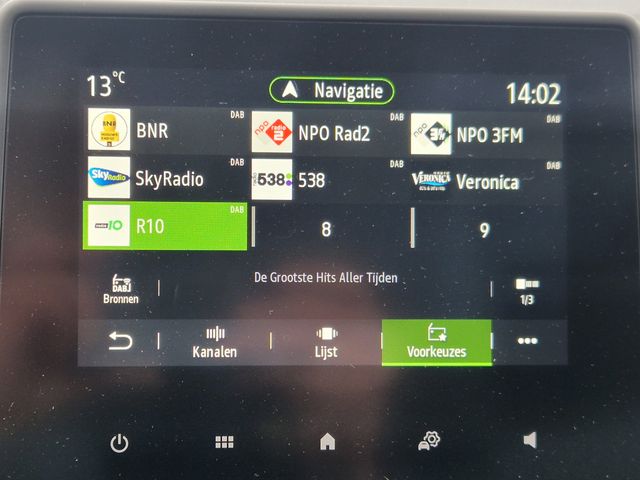 13°C
Navigatie
14:02
BNR
DAB
NPO Rad2
DAB
NPO 3FM
DAB
SkyRadio
DAB
538
DAB
Veronica
DAB
R10
DAB
8
9
De Grootste Hits Aller Tijden
DAB
Bronnen
1/3
Kanalen
Lijst
Voorkeuzes